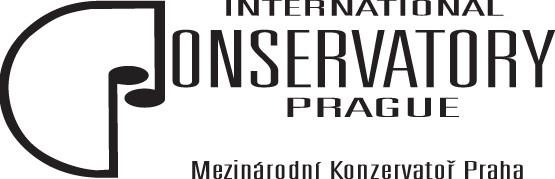 INTERNATIONAL
CONSERVATORY
PRAGUE
Mezinárodní Konzervatoř Praha